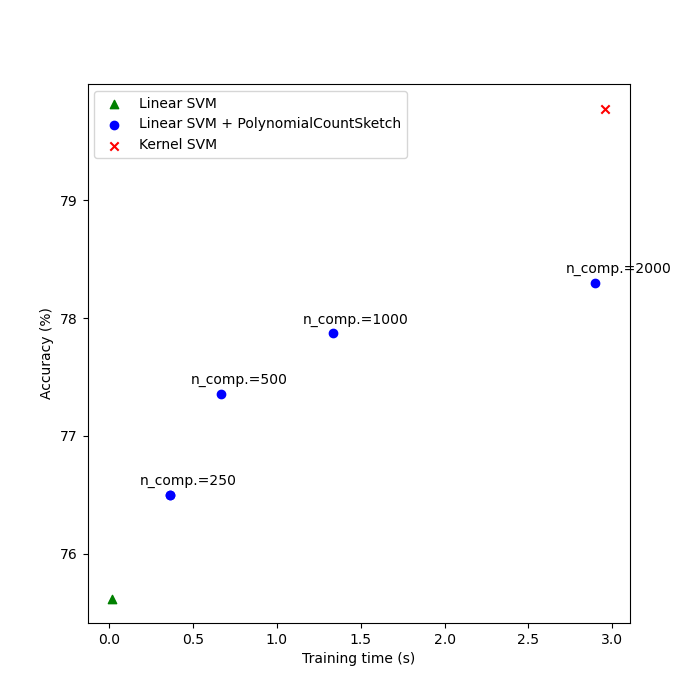 Linear SVM
Linear SVM + PolynomialCountSketch
Kernel SVM
79
n_comp.=2000
78
n_comp.=1000
n_comp.=500
77
n_comp.=250
76
Accuracy (%)
0.0 0.5 1.0 1.5 2.0 2.5 3.0
Training time (s)